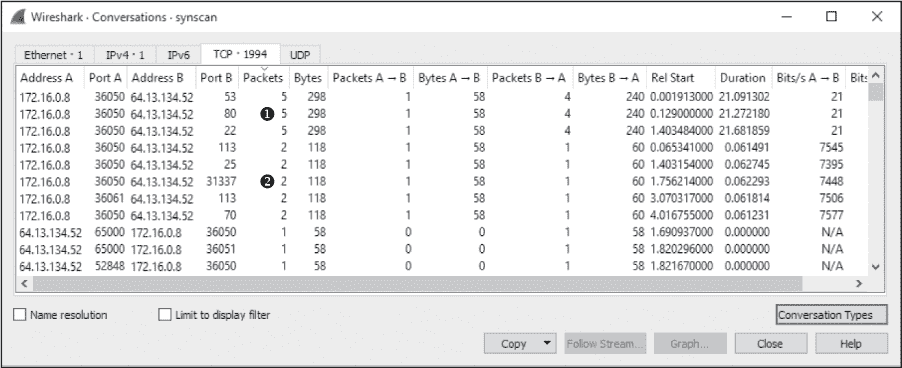 Wireshark · Conversations · synscan
Ethernet · 1 IPv4 · 1 IPv6 TCP · 1994 UDP
Address A Port A Address B Port B Packets Bytes Packets A → B Bytes A → B Packets B → A Bytes B → A Rel Start Duration Bits/s A → B Bits
172.16.0.8 36050 64.13.134.52 53 5 298 1 58 4 240 0.001913000 21.091302 21
172.16.0.8 36050 64.13.134.52 80 ❶ 5 298 1 58 4 240 0.129000000 21.272180 21
172.16.0.8 36050 64.13.134.52 22 5 298 1 58 4 240 1.403484000 21.681859 21
172.16.0.8 36050 64.13.134.52 113 2 118 1 58 1 60 0.065341000 0.061491 7545
172.16.0.8 36050 64.13.134.52 25 2 118 1 58 1 60 1.403154000 0.062745 7395
172.16.0.8 36050 64.13.134.52 31337 ❷ 2 118 1 58 1 60 1.756214000 0.062293 7448
172.16.0.8 36061 64.13.134.52 113 2 118 1 58 1 60 3.070317000 0.061814 7506
172.16.0.8 36050 64.13.134.52 70 2 118 1 58 1 60 4.016755000 0.061231 7577
64.13.134.52 65000 172.16.0.8 36050 1 58 0 0 1 58 1.690937000 0.000000 N/A
64.13.134.52 65000 172.16.0.8 36051 1 58 0 0 1 58 1.820296000 0.000000 N/A
64.13.134.52 52848 172.16.0.8 36050 1 58 0 0 1 58 1.821670000 0.000000 N/A
Name resolution Limit to display filter Conversation Types
Copy Follow Stream... Graph... Close Help